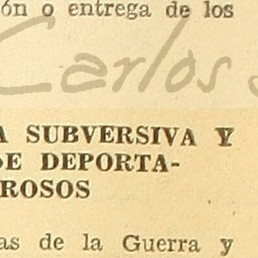 ón o entrega de los
Carlos S
A SUBVERSIVA Y
DE DEPORTA-
ROSOS
as de la Guerra y